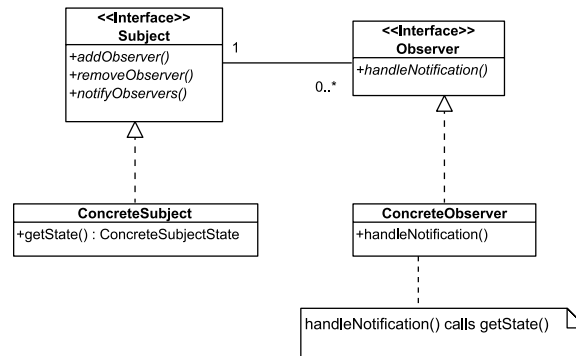 <<Interface>>
Subject
+addObserver()
+removeObserver()
+notifyObservers()
1
0..*
<<Interface>>
Observer
+handleNotification()
ConcreteSubject
+getState() : ConcreteSubjectState
ConcreteObserver
+handleNotification()
handleNotification() calls getState()